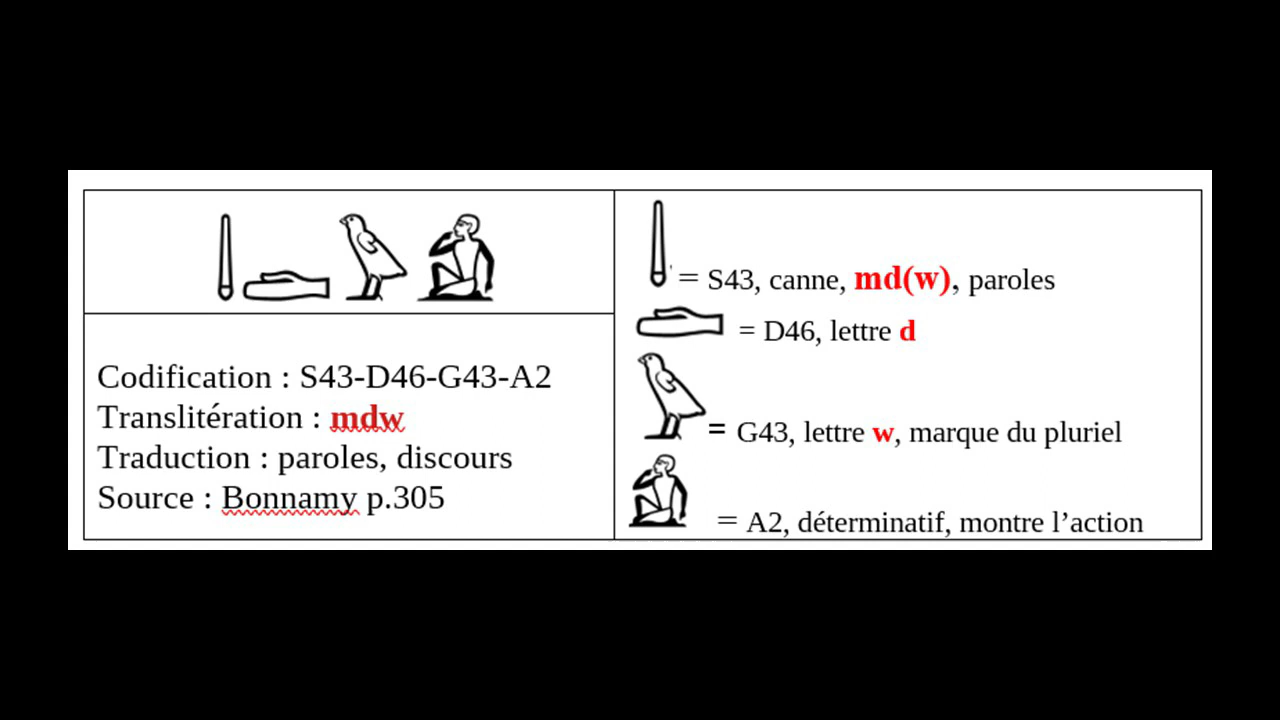 𓌃𓂧𓅱𓀁
Codification : S43-D46-G43-A2
Translitération : mdw
Traduction : paroles, discours
Source : Bonnamy p.305
𓌃 = S43, canne, md(w), paroles
𓂧 = D46, lettre d
𓅱 = G43, lettre w, marque du pluriel
𓀁 = A2, déterminatif, montre l’action